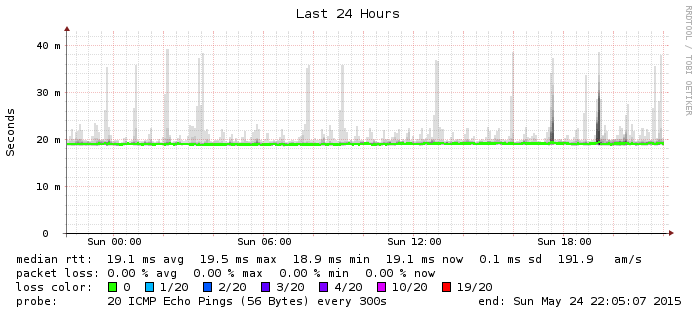 Last 24 Hours
RRDTOOL / TOBI OETIKER
Seconds
40 m
30 m
20 m
10 m
0
Sun 00:00 Sun 06:00 Sun 12:00 Sun 18:00
median rtt: 19.1 ms avg 19.5 ms max 18.9 ms min 19.1 ms now 0.1 ms sd 191.9 am/s
packet loss: 0.00 % avg 0.00 % max 0.00 % min 0.00 % now
loss color: 0 1/20 2/20 3/20 4/20 10/20 19/20
probe: 20 ICMP Echo Pings (56 Bytes) every 300s end: Sun May 24 22:05:07 2015